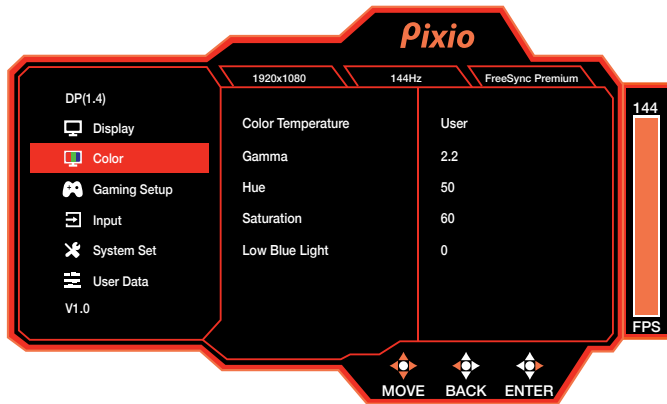 Pixio
1920x1080 144Hz FreeSync Premium
DP(1.4)
Display
Color
Gaming Setup
Input
System Set
User Data
V1.0
Color Temperature User
Gamma 2.2
Hue 50
Saturation 60
Low Blue Light 0
144
FPS
MOVE BACK ENTER